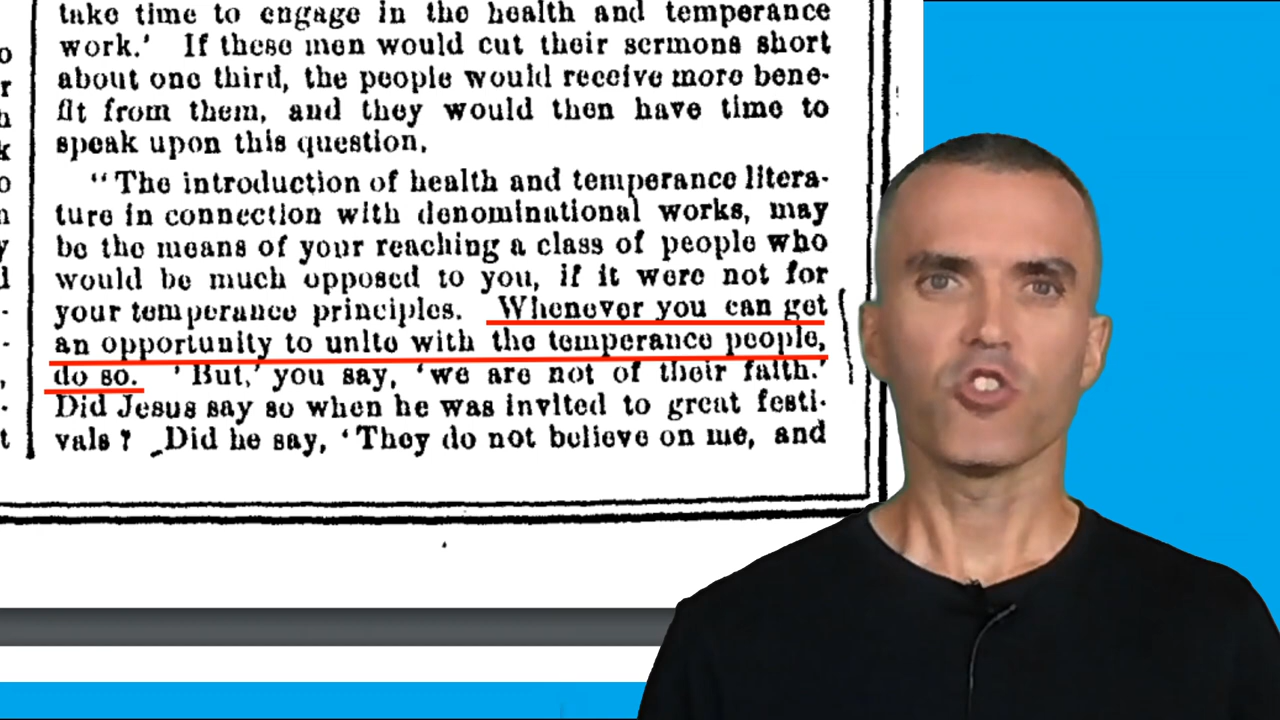 take time to engage in the health and temperance
work.' If these men would cut their sermons short
about one third, the people would receive more bene-
fit from them, and they would then have time to
speak upon this question.
"The introduction of health and temperance litera-
ture in connection with denominational works, may
be the means of your reaching a class of people who
would be much opposed to you, if it were not for
your temperance principles. Whenever you can get
an opportunity to unite with the temperance people,
do so. 'But,' you say, 'we are not of their faith.'
Did Jesus say so when he was invited to great festi-
vals? Did he say, 'They do not believe on me, and